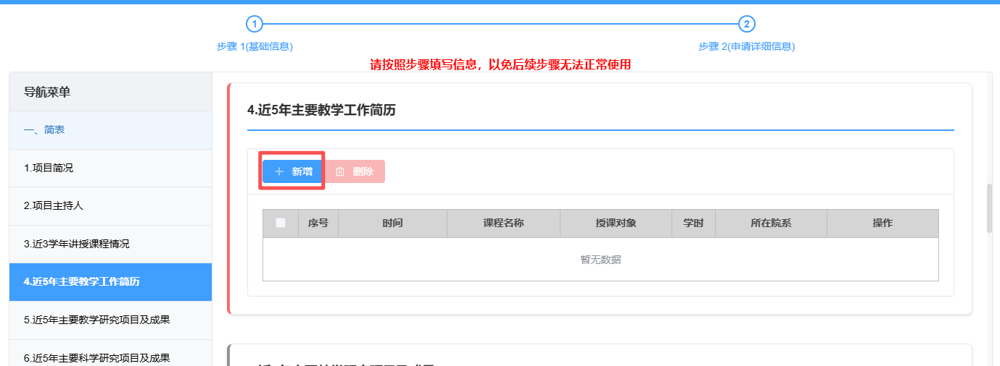 1
2
步骤 1(基础信息)
步骤 2(申请详细信息)
请按照步骤填写信息，以免后续步骤无法正常使用
导航菜单
一、简表
1.项目简况
2.项目主持人
3.近3学年讲授课程情况
4.近5年主要教学工作简历
5.近5年主要教学研究项目及成果
6.近5年主要科学研究项目及成果
4.近5年主要教学工作简历
新增 删除
序号 时间 课程名称 授课对象 学时 所在院系 操作
暂无数据